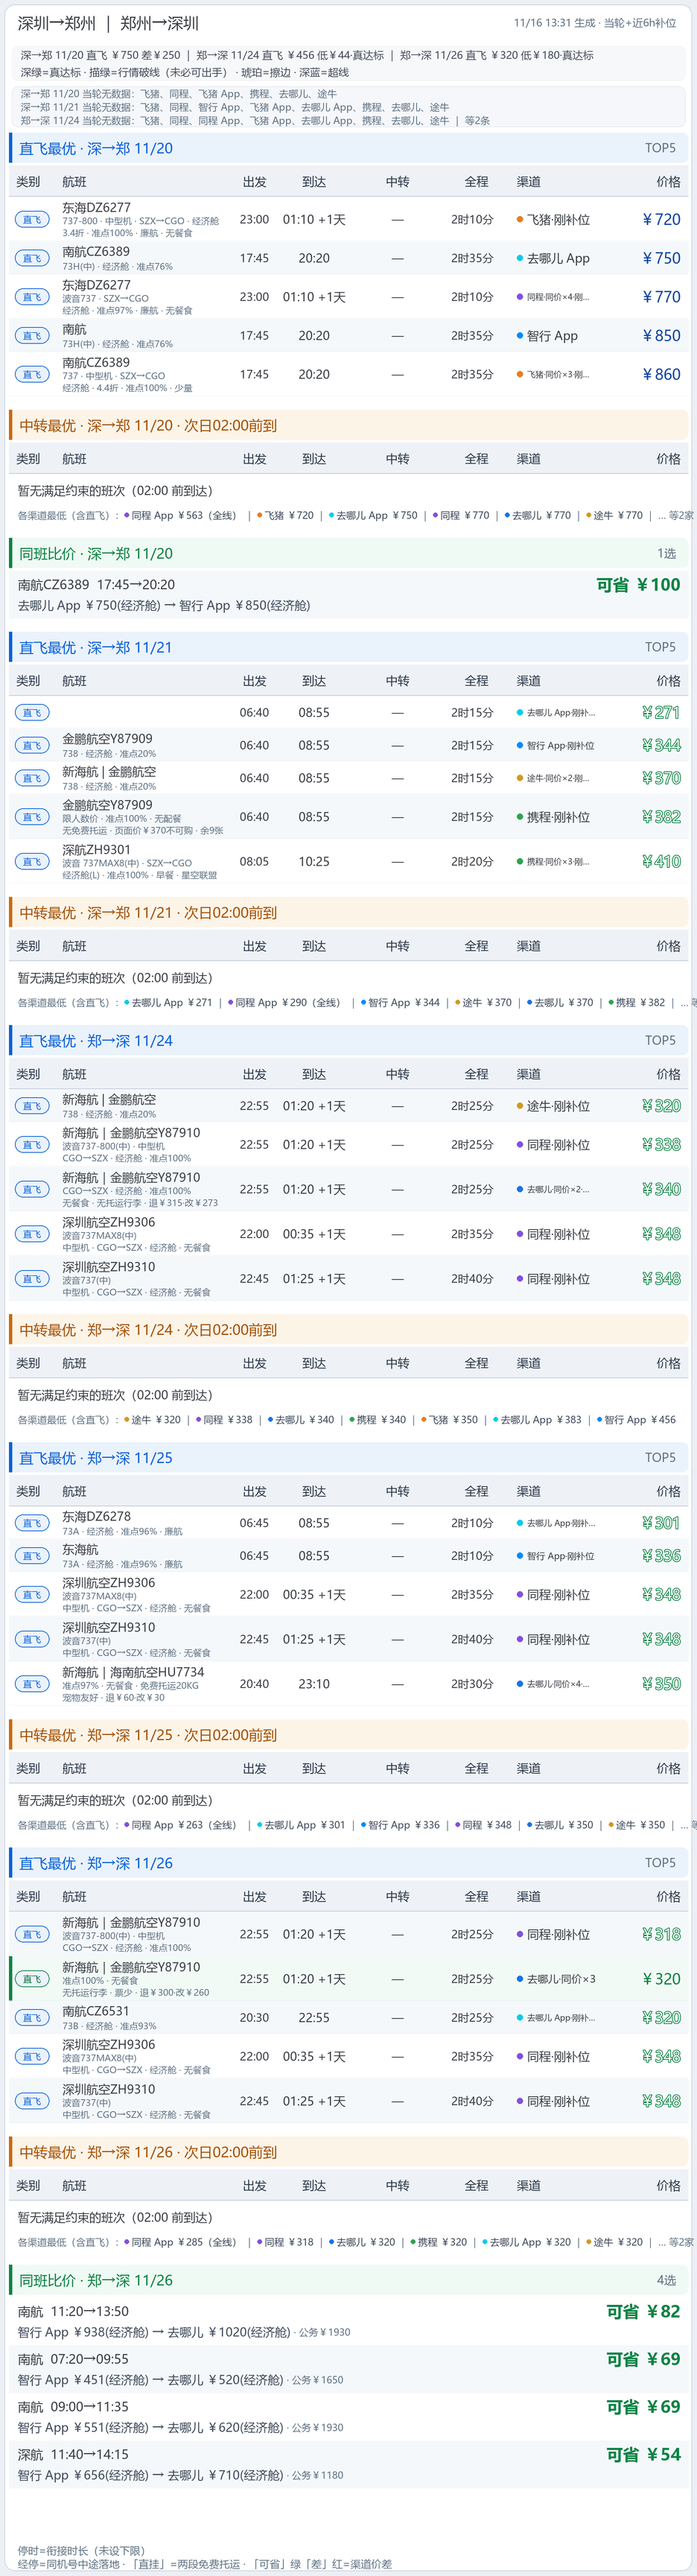 深圳→郑州 | 郑州→深圳
11/16 13:31 生成 · 当轮+近6h补位
深→郑 11/20 直飞 ￥750 差￥250 | 郑→深 11/24 直飞 ￥456 低￥44·真达标 | 郑→深 11/26 直飞 ￥320 低￥180·真达标
深绿=真达标 · 描绿=行情破线（未必可出手） · 琥珀=擦边 · 深蓝=超线
深→郑 11/20 当轮无数据：飞猪、同程、飞猪 App、携程、去哪儿、途牛
深→郑 11/21 当轮无数据：飞猪、同程、智行 App、飞猪 App、去哪儿 App、携程、去哪儿、途牛
郑→深 11/24 当轮无数据：飞猪、同程、同程 App、飞猪 App、去哪儿 App、携程、去哪儿、途牛 | 等2条
直飞最优 · 深→郑 11/20 TOP5
类别 航班 出发 到达 中转 全程 渠道 价格
东海DZ6277
直飞 737-800 · 中型机 · SZX→CGO · 经济舱 23:00 01:10 +1天 — 2时10分 飞猪·刚补位 ￥720
3.4折 · 准点100% · 廉航 · 无餐食
南航CZ6389
直飞 73H(中) · 经济舱 · 准点76% 17:45 20:20 — 2时35分 去哪儿 App ￥750
东海DZ6277
直飞 波音737 · SZX→CGO 23:00 01:10 +1天 — 2时10分 同程·同价×4·刚... ￥770
经济舱 · 准点97% · 廉航 · 无餐食
南航
直飞 73H(中) · 经济舱 · 准点76% 17:45 20:20 — 2时35分 智行 App ￥850
南航CZ6389
直飞 737 · 中型机 · SZX→CGO 17:45 20:20 — 2时35分 飞猪·同价×3·刚... ￥860
经济舱 · 4.4折 · 准点100% · 少量
中转最优 · 深→郑 11/20 · 次日02:00前到
类别 航班 出发 到达 中转 全程 渠道 价格
暂无满足约束的班次（02:00 前到达）
各渠道最低（含直飞）： 同程 App ￥563（全线） | 飞猪 ￥720 | 去哪儿 App ￥750 | 同程 ￥770 | 去哪儿 ￥770 | 途牛 ￥770 | ... 等2家
同班比价 · 深→郑 11/20 1选
南航CZ6389 17:45→20:20 可省 ￥100
去哪儿 App ￥750(经济舱) → 智行 App ￥850(经济舱)
直飞最优 · 深→郑 11/21 TOP5
类别 航班 出发 到达 中转 全程 渠道 价格
直飞 06:40 08:55 — 2时15分 去哪儿 App·刚补... ￥271
金鹏航空Y87909
直飞 738 · 经济舱 · 准点20% 06:40 08:55 — 2时15分 智行 App·刚补位 ￥344
新海航 | 金鹏航空
直飞 738 · 经济舱 · 准点20% 06:40 08:55 — 2时15分 途牛·同价×2·刚... ￥370
金鹏航空Y87909
直飞 限人数价 · 准点100% · 无配餐 06:40 08:55 — 2时15分 携程·刚补位 ￥382
无免费托运 · 页面价￥370不可购 · 余9张
深航ZH9301
直飞 波音 737MAX8(中) · SZX→CGO 08:05 10:25 — 2时20分 携程·同价×3·刚... ￥410
经济舱(L) · 准点100% · 早餐 · 星空联盟
中转最优 · 深→郑 11/21 · 次日02:00前到
类别 航班 出发 到达 中转 全程 渠道 价格
暂无满足约束的班次（02:00 前到达）
各渠道最低（含直飞）： 去哪儿 App ￥271 | 同程 App ￥290（全线） | 智行 App ￥344 | 途牛 ￥370 | 去哪儿 ￥370 | 携程 ￥382 | ...
直飞最优 · 郑→深 11/24 TOP5
类别 航班 出发 到达 中转 全程 渠道 价格
新海航 | 金鹏航空
直飞 738 · 经济舱 · 准点20% 22:55 01:20 +1天 — 2时25分 途牛·刚补位 ￥320
新海航 | 金鹏航空Y87910
直飞 波音737-800(中) · 中型机 22:55 01:20 +1天 — 2时25分 同程·刚补位 ￥338
CGO→SZX · 经济舱 · 准点100%
新海航 | 金鹏航空Y87910
直飞 CGO→SZX · 经济舱 · 准点100% 22:55 01:20 +1天 — 2时25分 去哪儿·同价×2·... ￥340
无餐食 · 无托运行李 · 退￥315·改￥273
深圳航空ZH9306
直飞 波音737MAX8(中) 22:00 00:35 +1天 — 2时35分 同程·刚补位 ￥348
中型机 · CGO→SZX · 经济舱 · 无餐食
深圳航空ZH9310
直飞 波音737(中) 22:45 01:25 +1天 — 2时40分 同程·刚补位 ￥348
中型机 · CGO→SZX · 经济舱 · 无餐食
中转最优 · 郑→深 11/24 · 次日02:00前到
类别 航班 出发 到达 中转 全程 渠道 价格
暂无满足约束的班次（02:00 前到达）
各渠道最低（含直飞）： 途牛 ￥320 | 同程 ￥338 | 去哪儿 ￥340 | 携程 ￥340 | 飞猪 ￥350 | 去哪儿 App ￥383 | 智行 App ￥456
直飞最优 · 郑→深 11/25 TOP5
类别 航班 出发 到达 中转 全程 渠道 价格
东海DZ6278
直飞 73A · 经济舱 · 准点96% · 廉航 06:45 08:55 — 2时10分 去哪儿 App·刚补... ￥301
东海航
直飞 73A · 经济舱 · 准点96% · 廉航 06:45 08:55 — 2时10分 智行 App·刚补位 ￥336
深圳航空ZH9306
直飞 波音737MAX8(中) 22:00 00:35 +1天 — 2时35分 同程·刚补位 ￥348
中型机 · CGO→SZX · 经济舱 · 无餐食
深圳航空ZH9310
直飞 波音737(中) 22:45 01:25 +1天 — 2时40分 同程·刚补位 ￥348
中型机 · CGO→SZX · 经济舱 · 无餐食
新海航 | 海南航空HU7734
直飞 准点97% · 无餐食 · 免费托运20KG 20:40 23:10 — 2时30分 去哪儿·同价×4·... ￥350
宠物友好 · 退￥60·改￥30
中转最优 · 郑→深 11/25 · 次日02:00前到
类别 航班 出发 到达 中转 全程 渠道 价格
暂无满足约束的班次（02:00 前到达）
各渠道最低（含直飞）： 同程 App ￥263（全线） | 去哪儿 App ￥301 | 智行 App ￥336 | 同程 ￥348 | 去哪儿 ￥350 | 途牛 ￥350 | ...
直飞最优 · 郑→深 11/26 TOP5
类别 航班 出发 到达 中转 全程 渠道 价格
新海航 | 金鹏航空Y87910
直飞 波音737-800(中) · 中型机 22:55 01:20 +1天 — 2时25分 同程·刚补位 ￥318
CGO→SZX · 经济舱 · 准点100%
新海航 | 金鹏航空Y87910
直飞 准点100% · 无餐食 22:55 01:20 +1天 — 2时25分 去哪儿·同价×3 ￥320
无托运行李 · 票少 · 退￥300·改￥260
南航CZ6531
直飞 73B · 经济舱 · 准点93% 20:30 22:55 — 2时25分 去哪儿 App·刚补... ￥320
深圳航空ZH9306
直飞 波音737MAX8(中) 22:00 00:35 +1天 — 2时35分 同程·刚补位 ￥348
中型机 · CGO→SZX · 经济舱 · 无餐食
深圳航空ZH9310
直飞 波音737(中) 22:45 01:25 +1天 — 2时40分 同程·刚补位 ￥348
中型机 · CGO→SZX · 经济舱 · 无餐食
中转最优 · 郑→深 11/26 · 次日02:00前到
类别 航班 出发 到达 中转 全程 渠道 价格
暂无满足约束的班次（02:00 前到达）
各渠道最低（含直飞）： 同程 App ￥285（全线） | 同程 ￥318 | 去哪儿 ￥320 | 携程 ￥320 | 去哪儿 App ￥320 | 途牛 ￥320 | ... 等2家
同班比价 · 郑→深 11/26 4选
南航 11:20→13:50 可省 ￥82
智行 App ￥938(经济舱) → 去哪儿 ￥1020(经济舱) · 公务￥1930
南航 07:20→09:55 可省 ￥69
智行 App ￥451(经济舱) → 去哪儿 ￥520(经济舱) · 公务￥1650
南航 09:00→11:35 可省 ￥69
智行 App ￥551(经济舱) → 去哪儿 ￥620(经济舱) · 公务￥1930
深航 11:40→14:15 可省 ￥54
智行 App ￥656(经济舱) → 去哪儿 ￥710(经济舱) · 公务￥1180
停时=衔接时长（未设下限）
经停=同机号中途落地 · 「直挂」=两段免费托运 · 「可省」绿「差」红=渠道价差